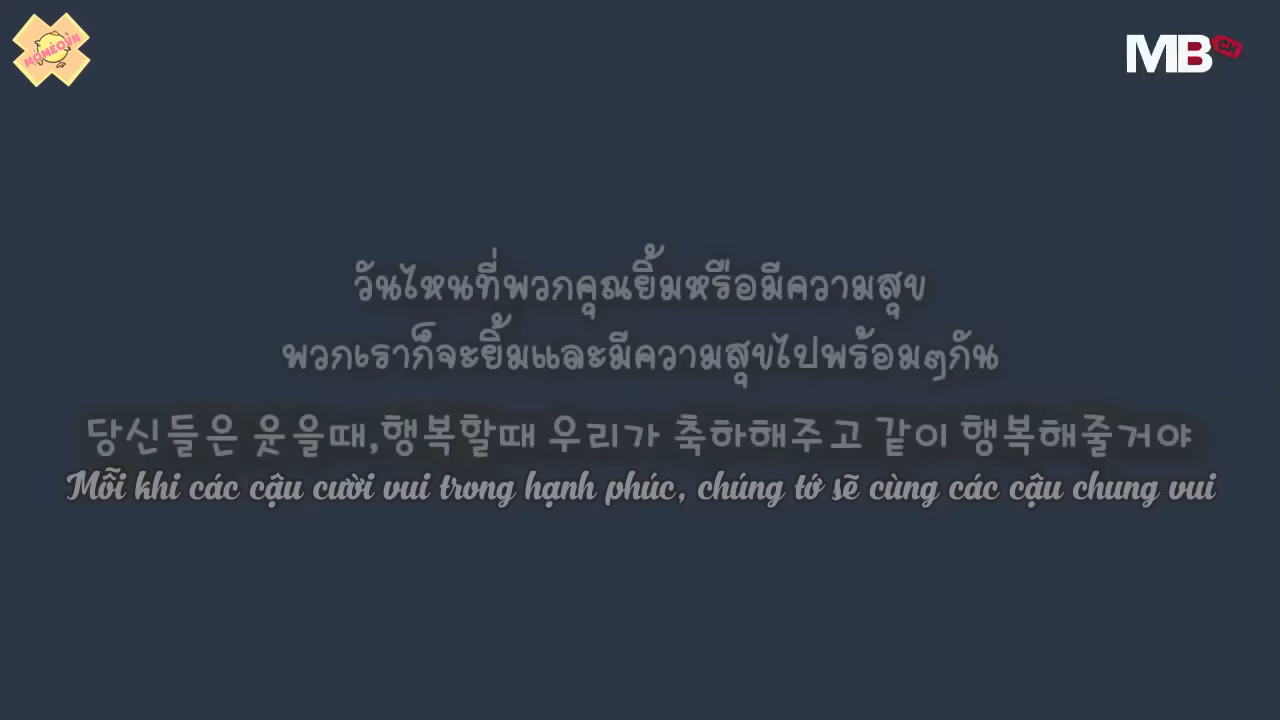 MOMÉOVN
MB CH
วันไหนที่พวกคุณยิ้มหรือมีความสุข
พวกเราก็จะยิ้มและมีความสุขไปพร้อมๆกัน
당신들은 웃을때,행복할때 우리가 축하해주고 같이 행복해줄거야
Mỗi khi các cậu cười vui trong hạnh phúc, chúng tớ sẽ cùng các cậu chung vui